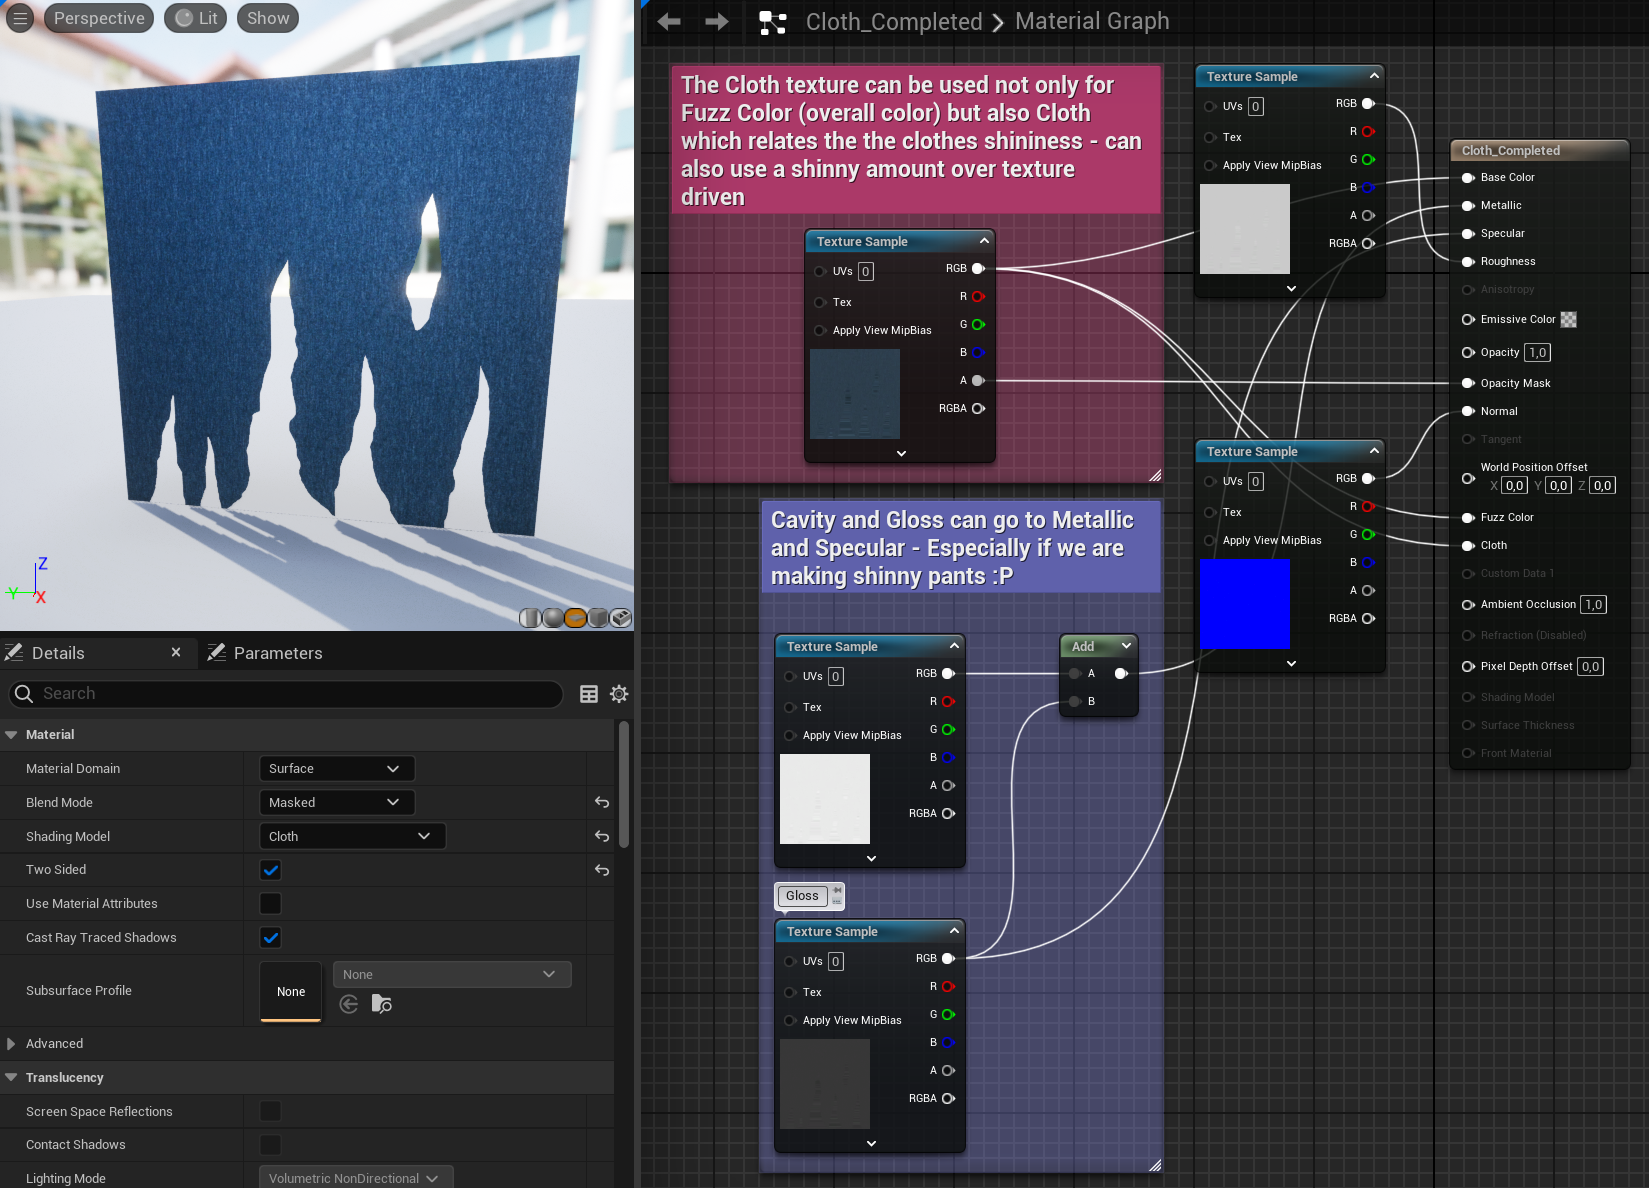 Perspective
Lit
Show
Z
Y
X
Details
Parameters
Search
Material
Material Domain
Surface
Blend Mode
Masked
Shading Model
Cloth
Two Sided
Use Material Attributes
Cast Ray Traced Shadows
Subsurface Profile
None
None
Advanced
Translucency
Screen Space Reflections
Contact Shadows
Lighting Mode
Volumetric NonDirectional
Cloth_Completed
Material Graph
The Cloth texture can be used not only for
Fuzz Color (overall color) but also Cloth
which relates the the clothes shininess - can
also use a shinny amount over texture
driven
Texture Sample
UVs 0
RGB
R
Tex
G
Apply View MipBias
B
A
RGBA
Cavity and Gloss can go to Metallic
and Specular - Especially if we are
making shinny pants :P
Texture Sample
UVs 0
RGB
R
Tex
G
Apply View MipBias
B
A
RGBA
Add
A
B
Gloss
Texture Sample
UVs 0
RGB
R
Tex
G
Apply View MipBias
B
A
RGBA
Texture Sample
UVs 0
RGB
R
Tex
G
Apply View MipBias
B
A
RGBA
Texture Sample
UVs 0
RGB
R
Tex
G
Apply View MipBias
B
A
RGBA
Cloth_Completed
Base Color
Metallic
Specular
Roughness
Anisotropy
Emissive Color
Opacity 1,0
Opacity Mask
Normal
Tangent
World Position Offset
X 0,0 Y 0,0 Z 0,0
Fuzz Color
Cloth
Custom Data 1
Ambient Occlusion 1,0
Refraction (Disabled)
Pixel Depth Offset 0,0
Shading Model
Surface Thickness
Front Material